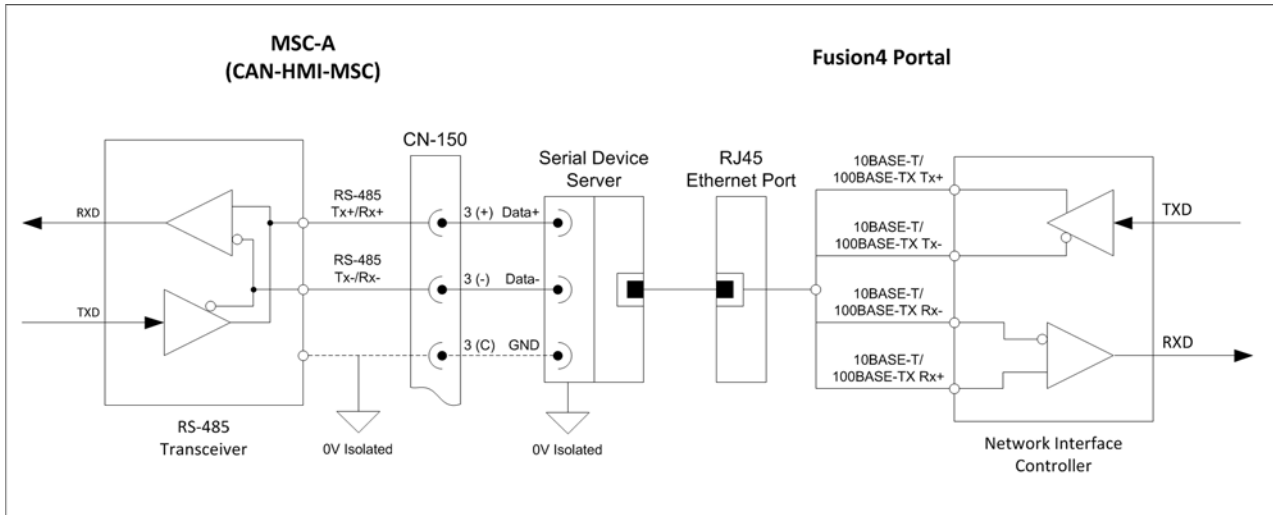 MSC-A
(CAN-HMI-MSC)
Fusion4 Portal
CN-150
Serial Device
Server
RJ45
Ethernet Port
10BASE-T/
100BASE-TX Tx+
RXD
RS-485
Tx+/Rx+
3 (+) Data+
TXD
10BASE-T/
100BASE-TX Tx-
RS-485
Tx-/Rx-
3 (-) Data-
10BASE-T/
100BASE-TX Rx-
TXD
3 (C) GND
RXD
10BASE-T/
100BASE-TX Rx+
RS-485
Transceiver
0V Isolated
0V Isolated
Network Interface
Controller